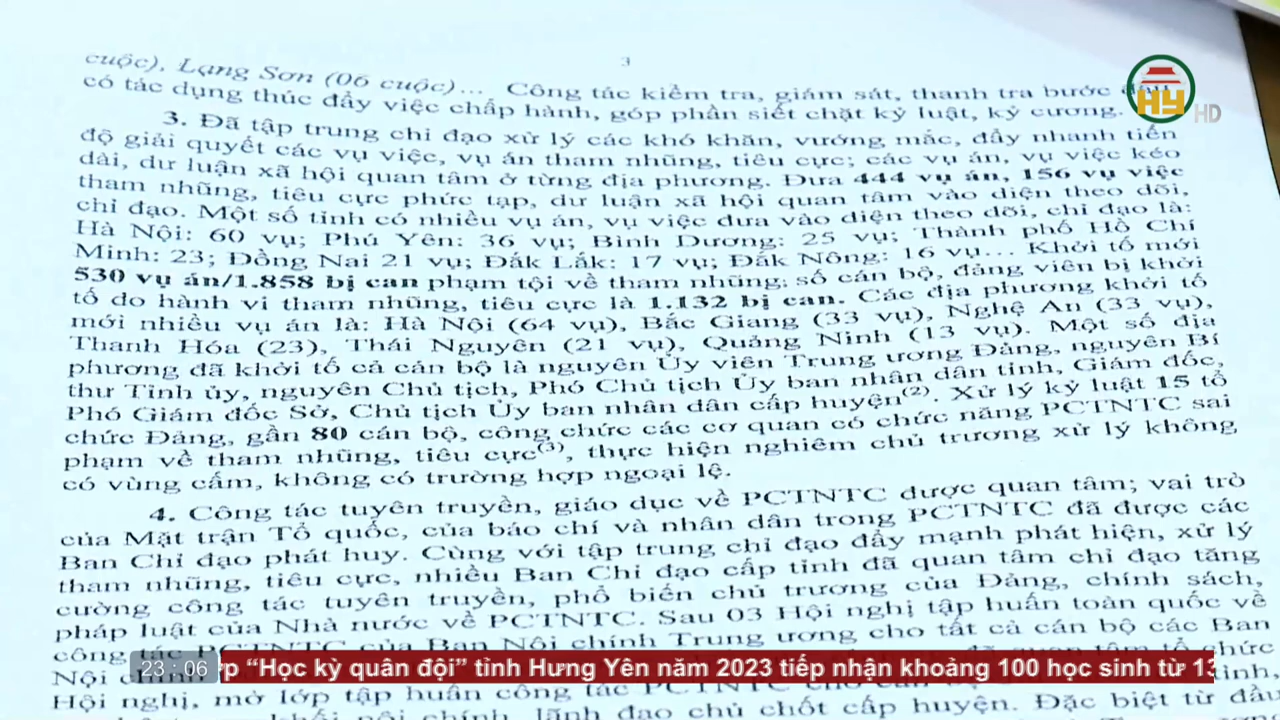 3
cuộc), Lạng Sơn (06 cuộc)... Công tác kiểm tra, giám sát, thanh tra bước đầu
có tác dụng thúc đẩy việc chấp hành, góp phần siết chặt kỷ luật, kỷ cương.
3. Đã tập trung chỉ đạo xử lý các khó khăn, vướng mắc, đẩy nhanh tiến
độ giải quyết các vụ việc, vụ án tham nhũng, tiêu cực; các vụ án, vụ việc kéo
dài, dư luận xã hội quan tâm ở từng địa phương. Đưa 444 vụ án, 156 vụ việc
tham nhũng, tiêu cực phức tạp, dư luận xã hội quan tâm vào diện theo dõi,
chỉ đạo. Một số tỉnh có nhiều vụ án, vụ việc đưa vào diện theo dõi, chỉ đạo là:
Hà Nội: 60 vụ; Phú Yên: 36 vụ; Bình Dương: 25 vụ; Thành phố Hồ Chí
Minh: 23; Đồng Nai 21 vụ; Đắk Lắk: 17 vụ; Đắk Nông: 16 vụ... Khởi tố mới
530 vụ án/1.858 bị can phạm tội về tham nhũng; số cán bộ, đảng viên bị khởi
tố do hành vi tham nhũng, tiêu cực là 1.132 bị can. Các địa phương khởi tố
mới nhiều vụ án là: Hà Nội (64 vụ), Bắc Giang (33 vụ), Nghệ An (33 vụ),
Thanh Hóa (23), Thái Nguyên (21 vụ), Quảng Ninh (13 vụ). Một số địa
phương đã khởi tố cả cán bộ là nguyên Ủy viên Trung ương Đảng, nguyên Bí
thư Tỉnh ủy, nguyên Chủ tịch, Phó Chủ tịch Ủy ban nhân dân tỉnh, Giám đốc,
Phó Giám đốc Sở, Chủ tịch Ủy ban nhân dân cấp huyện(2). Xử lý kỷ luật 15 tổ
chức Đảng, gần 80 cán bộ, công chức các cơ quan có chức năng PCTNTC sai
phạm về tham nhũng, tiêu cực(3), thực hiện nghiêm chủ trương xử lý không
có vùng cấm, không có trường hợp ngoại lệ.
4. Công tác tuyên truyền, giáo dục về PCTNTC được quan tâm; vai trò
của Mặt trận Tổ quốc, của báo chí và nhân dân trong PCTNTC đã được các
Ban Chỉ đạo phát huy. Cùng với tập trung chỉ đạo đẩy mạnh phát hiện, xử lý
tham nhũng, tiêu cực, nhiều Ban Chỉ đạo cấp tỉnh đã quan tâm chỉ đạo tăng
cường công tác tuyên truyền, phổ biến chủ trương của Đảng, chính sách,
pháp luật của Nhà nước về PCTNTC. Sau 03 Hội nghị tập huấn toàn quốc về
công tác PCTNTC của Ban Nội chính Trung ương cho tất cả cán bộ các Ban
Nội chính
Hội nghị, mở lớp tập huấn công tác PCTNTC cho
lãnh đạo chủ chốt cấp huyện. Đặc biệt từ đầu
HY HD
23 : 06 ớp “Học kỳ quân đội” tỉnh Hưng Yên năm 2023 tiếp nhận khoảng 100 học sinh từ 13